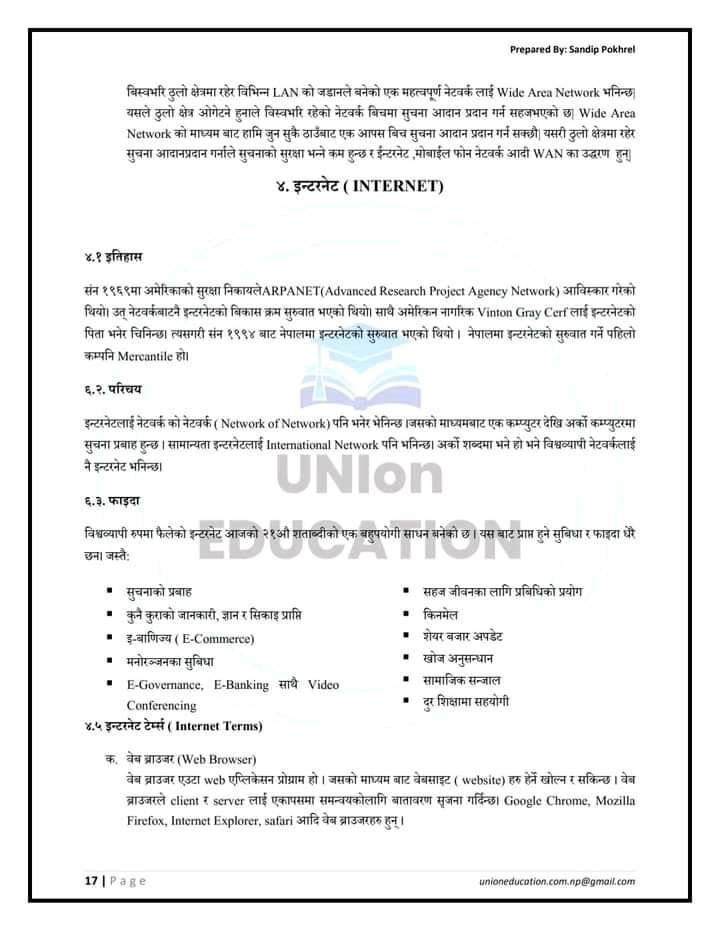 Prepared By: Sandip Pokhrel
बिस्वभरि ठुलो क्षेत्रमा रहेर विभिन्न LAN को जडानले बनेको एक महत्वपूर्ण नेटवर्क लाई Wide Area Network भनिन्छ|
यसले ठुलो क्षेत्र ओगेटने हुनाले विस्वभरि रहेको नेटवर्क बिचमा सुचना आदान प्रदान गर्न सहजभएको छ| Wide Area
Network को माध्यम बाट हामि जुन सुकै ठाउँबाट एक आपस बिच सुचना आदान प्रदान गर्न सक्छौ| यसरी ठुलो क्षेत्रमा रहेर
सुचना आदानप्रदान गर्नाले सुचनाको सुरक्षा भन्ने कम हुन्छ र ईन्टरनेट ,मोबाईल फोन नेटवर्क आदी WAN का उद्धरण हुन्|
४. इन्टरनेट ( INTERNET)
४.१ इतिहास
संन १९६९मा अमेरिकाको सुरक्षा निकायलेARPANET(Advanced Research Project Agency Network) आविस्कार गरेको
थियो। उत् नेटवर्कबाटनै इन्टरनेटको बिकास क्रम सुरुवात भएको थियो। साथै अमेरिकन नागरिक Vinton Gray Cerf लाई इन्टरनेटको
पिता भनेर चिनिन्छ। त्यसगरी संन १९९४ बाट नेपालमा इन्टरनेटको सुरुवात भएको थियो । नेपालमा इन्टरनेटको सुरुवात गर्ने पहिलो
कम्पनि Mercantile हो।
६.२. परिचय
इन्टरनेटलाई नेटवर्क को नेटवर्क ( Network of Network) पनि भनेर भेनिन्छ ।जसको माध्यमबाट एक कम्प्युटर देखि अर्को कम्प्युटरमा
सुचना प्रबाह हुन्छ । सामान्यता इन्टरनेटलाई International Network पनि भनिन्छ। अर्को शब्दमा भने हो भने विश्वव्यापी नेटवर्कलाई
नै इन्टरनेट भनिन्छ।
६.३. फाइदा
विश्वव्यापी रुपमा फैलेको इन्टरनेट आजको २१औ शताब्दीको एक बहुपयोगी साधन बनेको छ । यस बाट प्राप्त हुने सुबिधा र फाइदा धेरै
छन। जस्तै:
▪ सुचनाको प्रबाह
▪ कुनै कुराको जानकारी, ज्ञान र सिकाइ प्राप्ति
▪ इ-बाणिज्य ( E-Commerce)
▪ मनोरञ्जनका सुबिधा
▪ E-Governance, E-Banking साथै Video
Conferencing
▪ सहज जीवनका लागि प्रबिधिको प्रयोग
▪ किनमेल
▪ शेयर बजार अपडेट
▪ खोज अनुसन्धान
▪ सामाजिक सन्जाल
▪ दुर शिक्षामा सहयोगी
४.५ इन्टरनेट टेर्म्स ( Internet Terms)
क. वेब ब्राउजर (Web Browser)
वेब ब्राउजर एउटा web एप्लिकेसन प्रोग्राम हो । जसको माध्यम बाट वेबसाइट ( website) हरु हेर्ने खोल्न र सकिन्छ । वेब
ब्राउजरले client र server लाई एकापसमा समन्वयकोलागि बातावरण सृजना गर्दिन्छ। Google Chrome, Mozilla
Firefox, Internet Explorer, safari आदि वेब ब्राउजरहरु हुन् ।
UNIon
EDUCATION
17 | Page
unioneducation.com.np@gmail.com